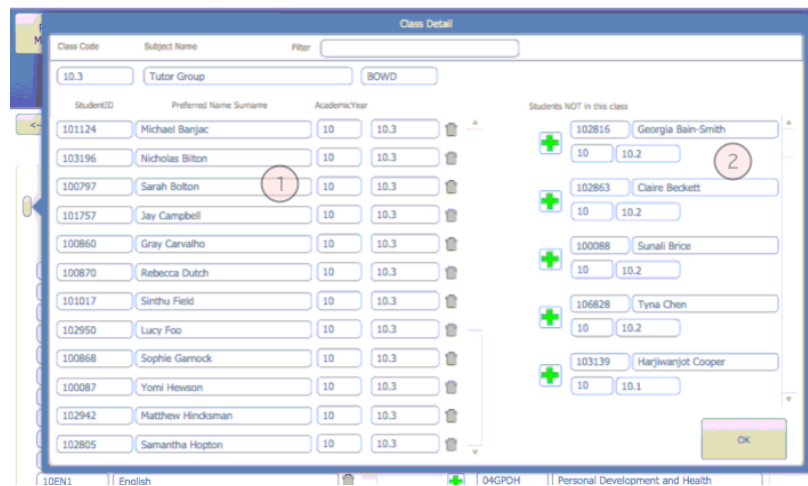 Class Detail
Class Code Subject Name Filter
10.3 Tutor Group BOWD
StudentID Preferred Name Surname AcademicYear
101124 Michael Banjac 10 10.3
103196 Nicholas Bilton 10 10.3
100797 Sarah Bolton 10 10.3
101757 Jay Campbell 10 10.3
100860 Gray Carvalho 10 10.3
100870 Rebecca Dutch 10 10.3
101017 Sinthu Field 10 10.3
102950 Lucy Foo 10 10.3
100868 Sophie Garnock 10 10.3
100087 Yomi Hewson 10 10.3
102942 Matthew Hincksman 10 10.3
102805 Samantha Hopton 10 10.3
1
Students NOT in this class
102816 Georgia Bain-Smith
10 10.2
2
102863 Claire Beckett
10 10.2
100088 Sunali Brice
10 10.2
106828 Tyna Chen
10 10.2
103139 Harjiwanjot Cooper
10 10.1
OK
10EN1 English 04GPDH Personal Development and Health